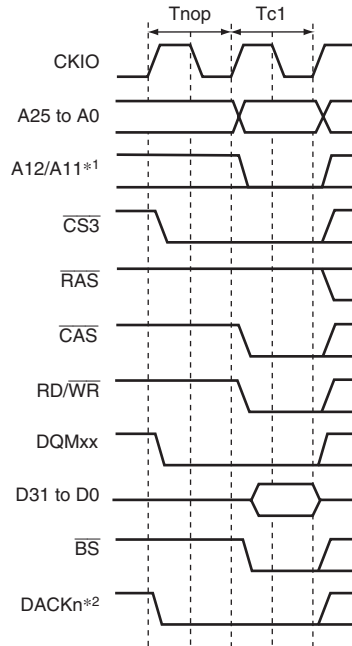 Tnop Tc1
CKIO
A25 to A0
A12/A11*1
CS3
RAS
CAS
RD/WR
DQMxx
D31 to D0
BS
DACKn*2